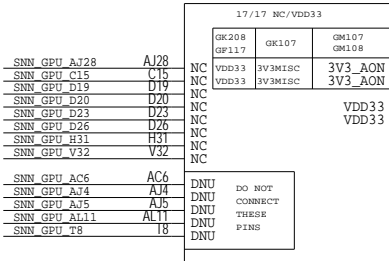 17/17 NC/VDD33
GK208 GK107 GM107
GF117 GM108
SNN_GPU_AJ28 AJ28 NC VDD33 3V3MISC 3V3_AON
SNN_GPU_C15 C15 NC VDD33 3V3MISC 3V3_AON
SNN_GPU_D19 D19 NC
SNN_GPU_D20 D20 NC VDD33
SNN_GPU_D23 D23 NC VDD33
SNN_GPU_D26 D26 NC
SNN_GPU_H31 H31 NC
SNN_GPU_V32 V32 NC
SNN_GPU_AC6 AC6 DNU DO NOT
SNN_GPU_AJ4 AJ4 DNU CONNECT
SNN_GPU_AJ5 AJ5 DNU THESE
SNN_GPU_AL11 AL11 DNU PINS
SNN_GPU_T8 T8 DNU